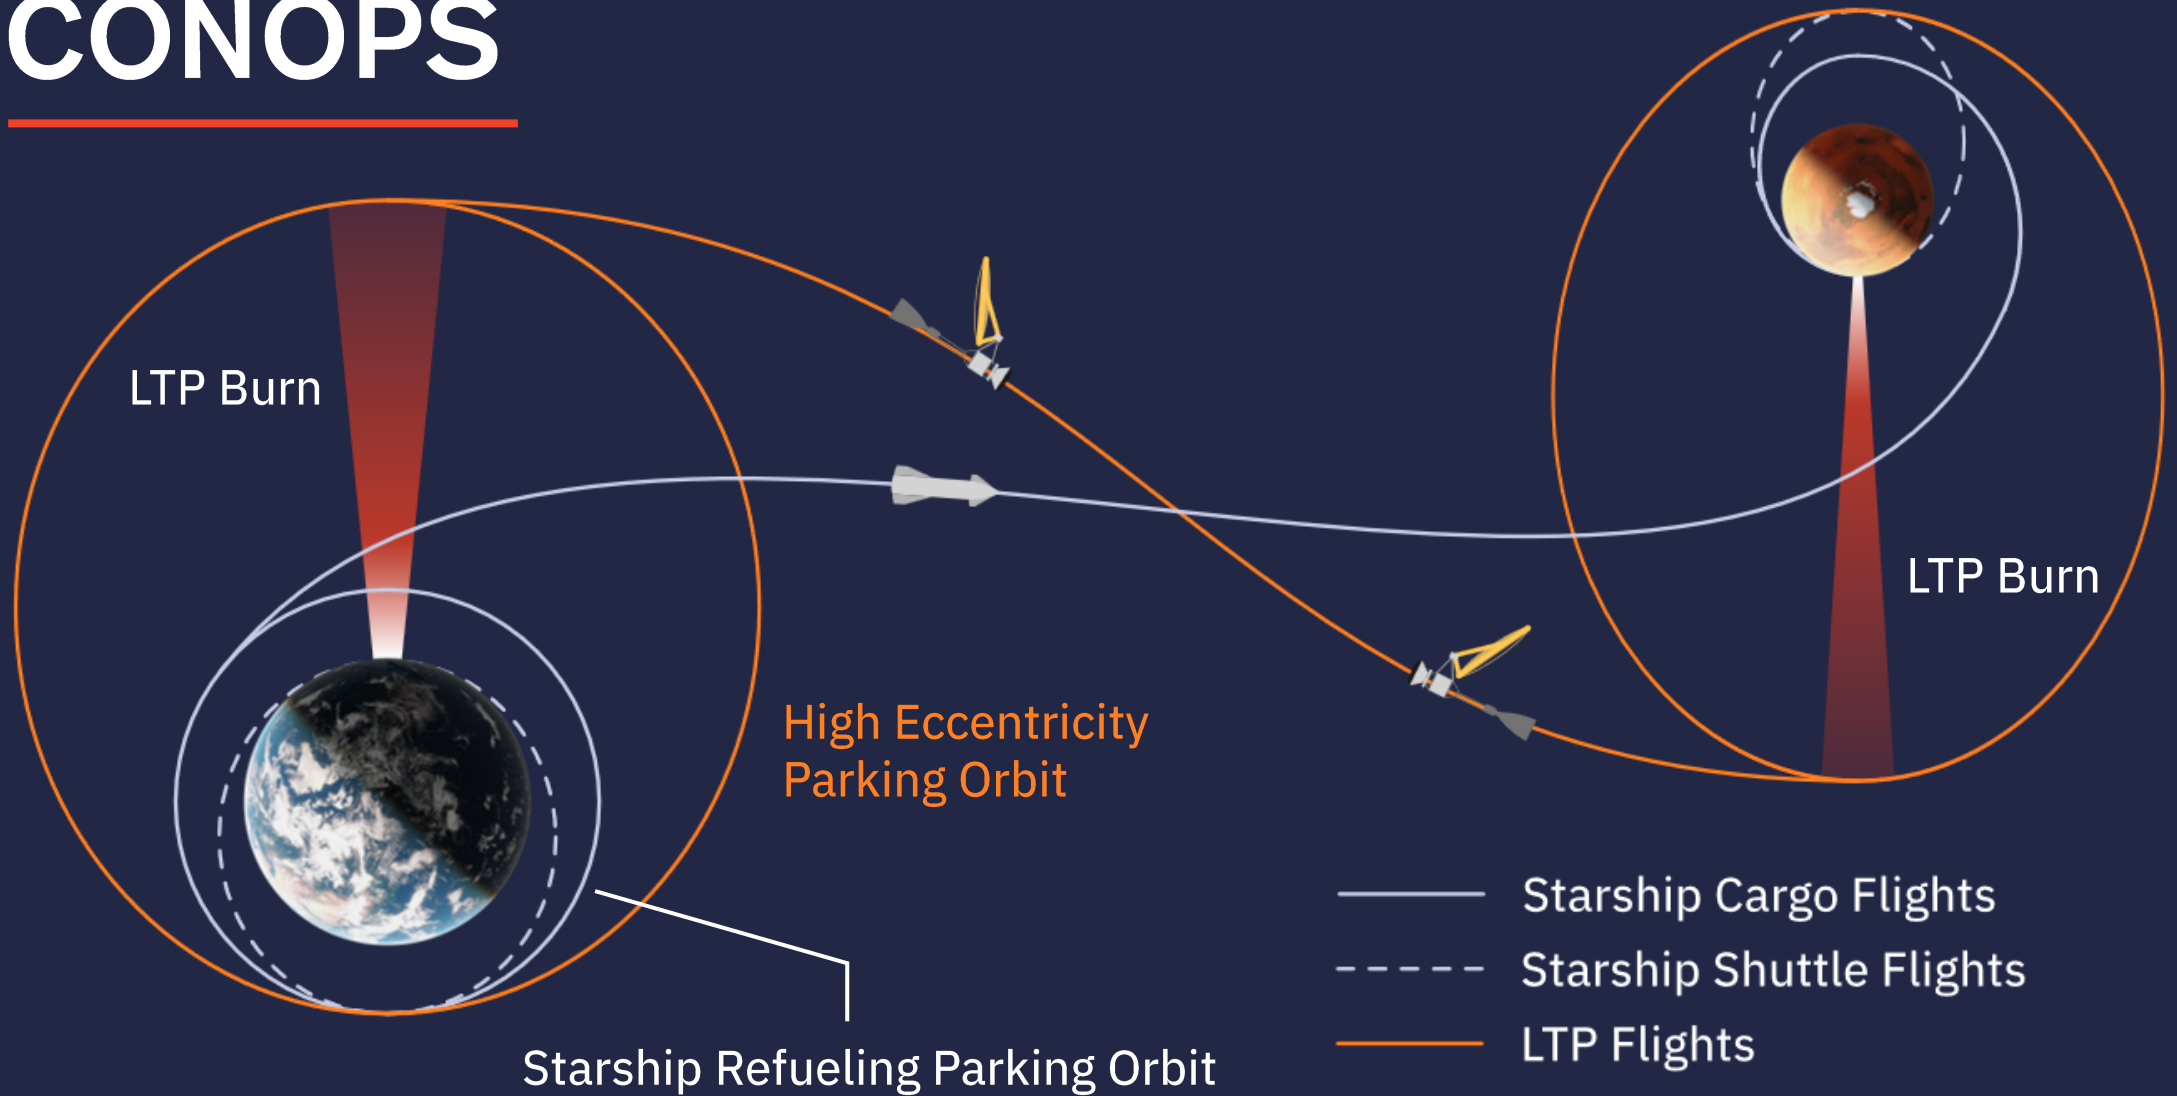 CONOPS
LTP Burn
High Eccentricity
Parking Orbit
LTP Burn
Starship Refueling Parking Orbit
Starship Cargo Flights
Starship Shuttle Flights
LTP Flights